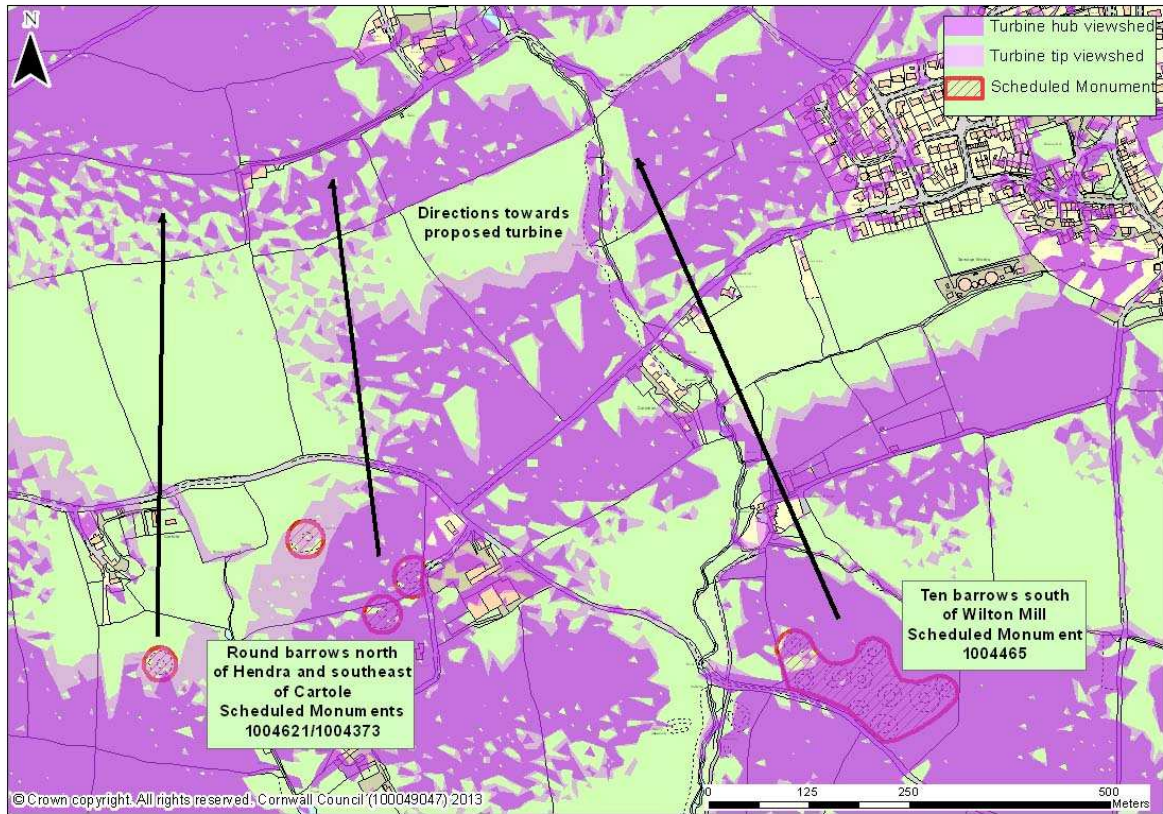 N
Turbine hub viewshed
Turbine tip viewshed
Scheduled Monument
Directions towards
proposed turbine
Ten barrows south
of Wilton Mill
Scheduled Monument
1004465
Round barrows north
of Hendra and southeast
of Cartole
Scheduled Monuments
1004621/1004373
© Crown copyright. All rights reserved. Cornwall Council (100049047) 2013
0 125 250 500
Meters